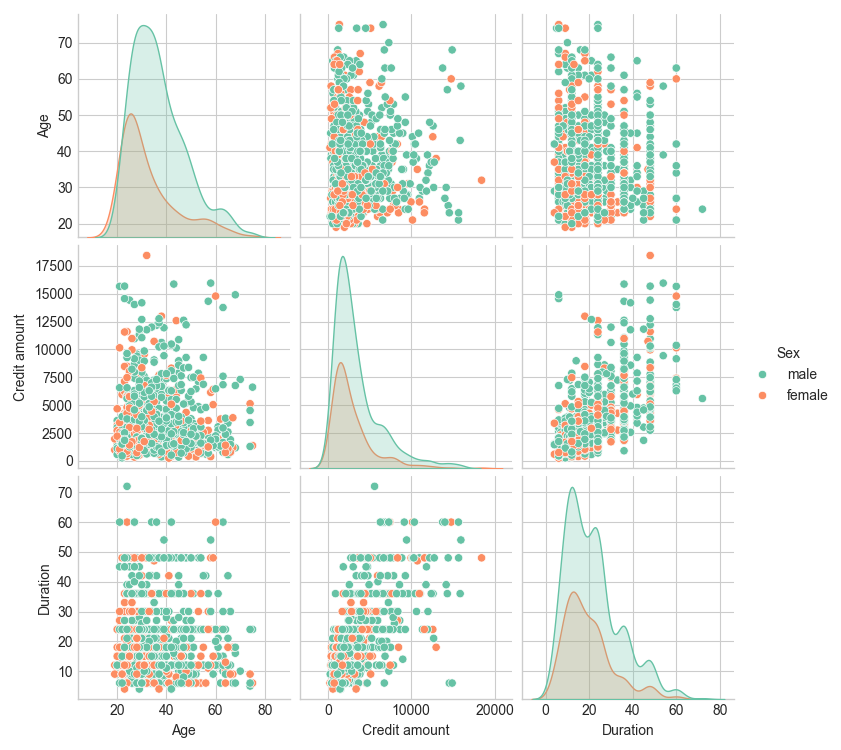 70
60
50
40
30
20
Age
17500
15000
12500
10000
7500
5000
2500
0
Credit amount
Sex
male
female
70
60
50
40
30
20
10
Duration
20 40 60 80
0 10000 20000
0 20 40 60 80
Age
Credit amount
Duration